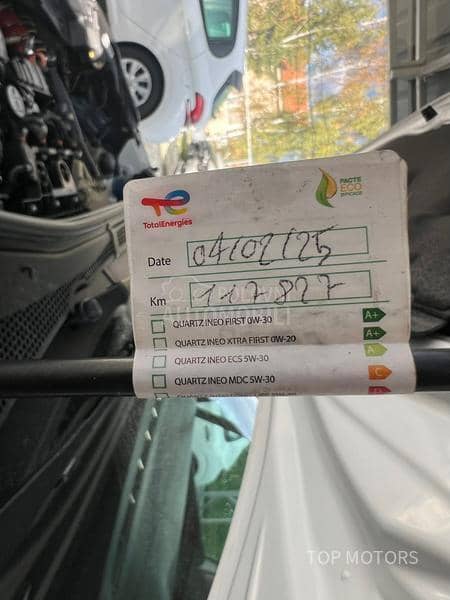 TotalEnergies
PACTE
ECO
EFFICACE
Date 04/02/25
Km 117827
QUARTZ INEO FIRST 0W-30 A+
QUARTZ INEO XTRA FIRST 0W-20 A+
QUARTZ INEO ECS 5W-30 A
QUARTZ INEO MDC 5W-30 C
TOP MOTORS